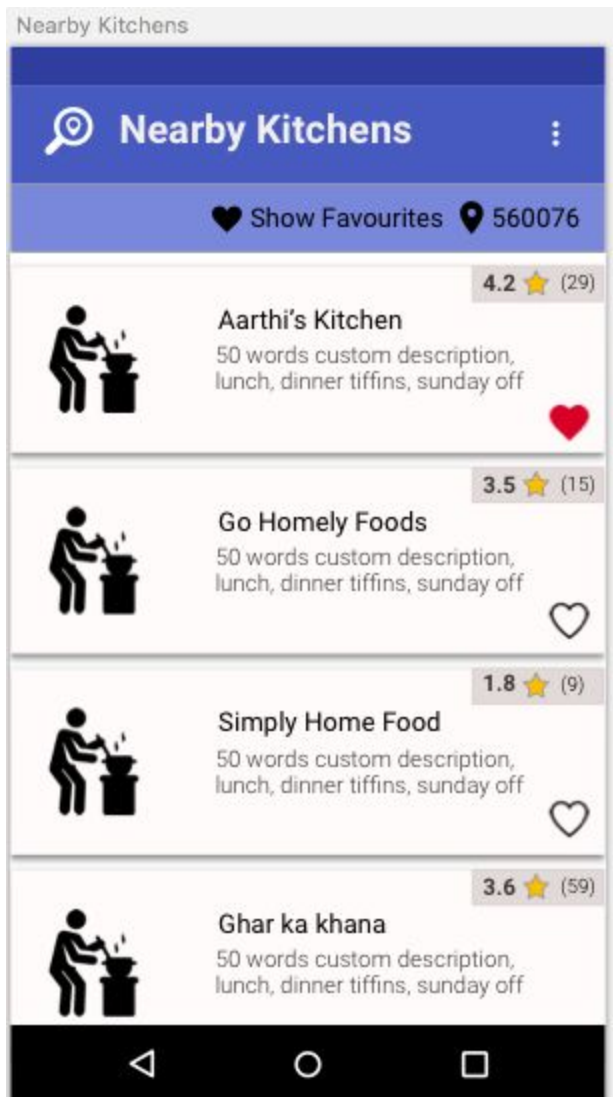 Nearby Kitchens
Nearby Kitchens
Show Favourites 560076
4.2 (29)
Aarthi's Kitchen
50 words custom description,
lunch, dinner tiffins, sunday off
3.5 (15)
Go Homely Foods
50 words custom description,
lunch, dinner tiffins, sunday off
1.8 (9)
Simply Home Food
50 words custom description,
lunch, dinner tiffins, sunday off
3.6 (59)
Ghar ka khana
50 words custom description,
lunch, dinner tiffins, sunday off